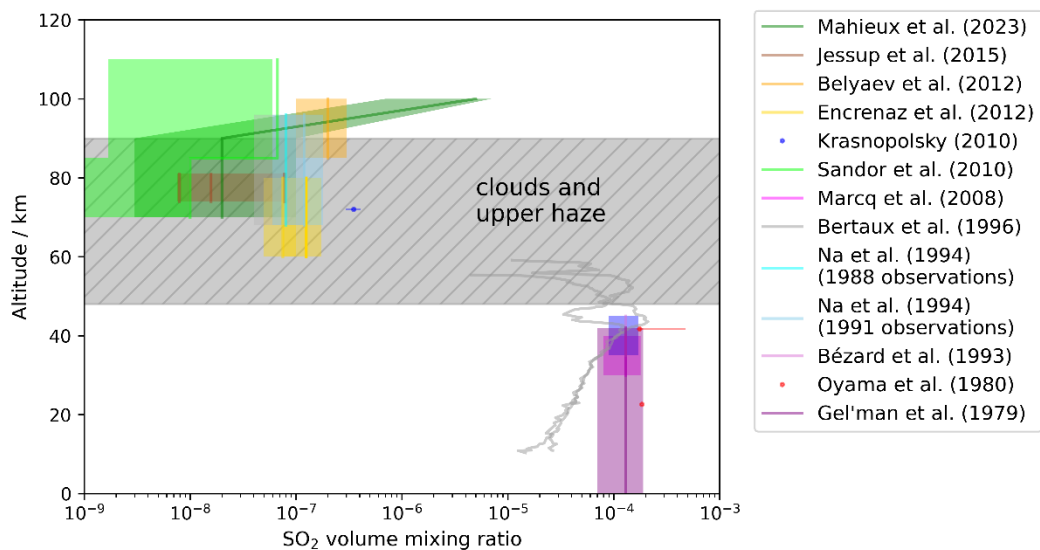 120
100
80
60
40
20
0
Altitude / km
10⁻⁹
10⁻⁸
10⁻⁷
10⁻⁶
10⁻⁵
10⁻⁴
10⁻³
SO₂ volume mixing ratio
clouds and
upper haze
Mahieux et al. (2023)
Jessup et al. (2015)
Belyaev et al. (2012)
Encrenaz et al. (2012)
Krasnopolsky (2010)
Sandor et al. (2010)
Marcq et al. (2008)
Bertaux et al. (1996)
Na et al. (1994)
(1988 observations)
Na et al. (1994)
(1991 observations)
Bézard et al. (1993)
Oyama et al. (1980)
Gel'man et al. (1979)